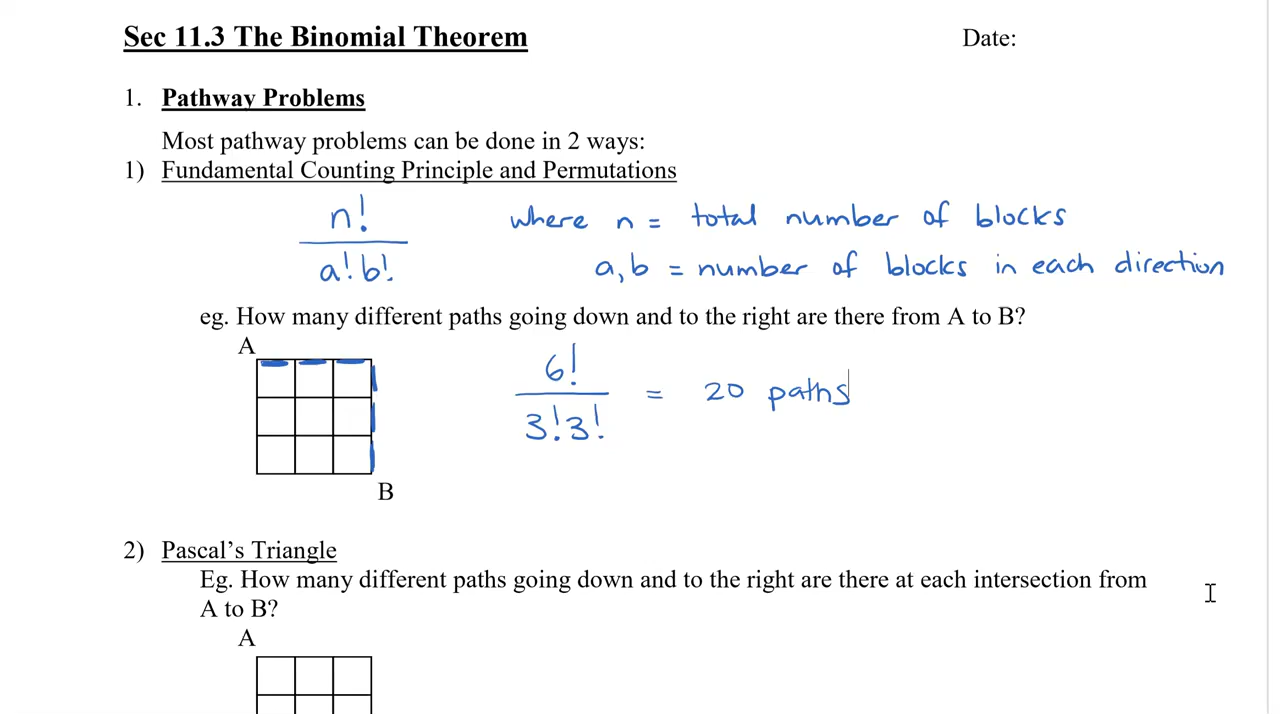 Sec 11.3 The Binomial Theorem Date:
1. Pathway Problems
Most pathway problems can be done in 2 ways:
1) Fundamental Counting Principle and Permutations
n! / a!b! where n = total number of blocks
a, b = number of blocks in each direction
eg. How many different paths going down and to the right are there from A to B?
A
6! / 3!3! = 20 paths
B
2) Pascal's Triangle
Eg. How many different paths going down and to the right are there at each intersection from
A to B?
A